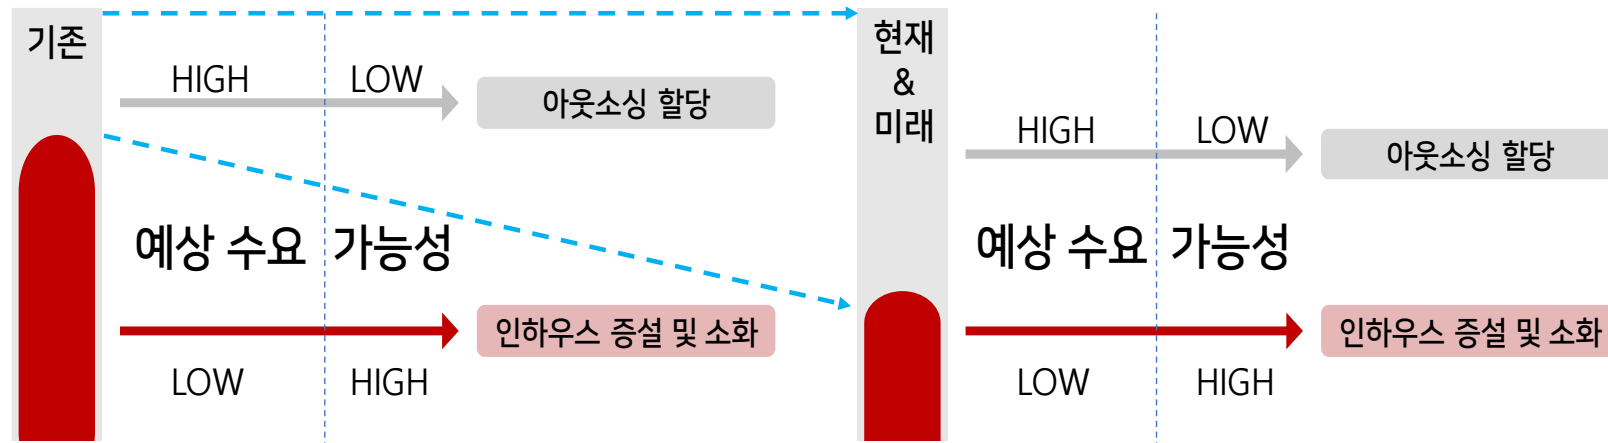 기존
HIGH
LOW
아웃소싱 할당
예상 수요
가능성
인하우스 증설 및 소화
LOW
HIGH
현재
&
미래
HIGH
LOW
아웃소싱 할당
예상 수요
가능성
인하우스 증설 및 소화
LOW
HIGH